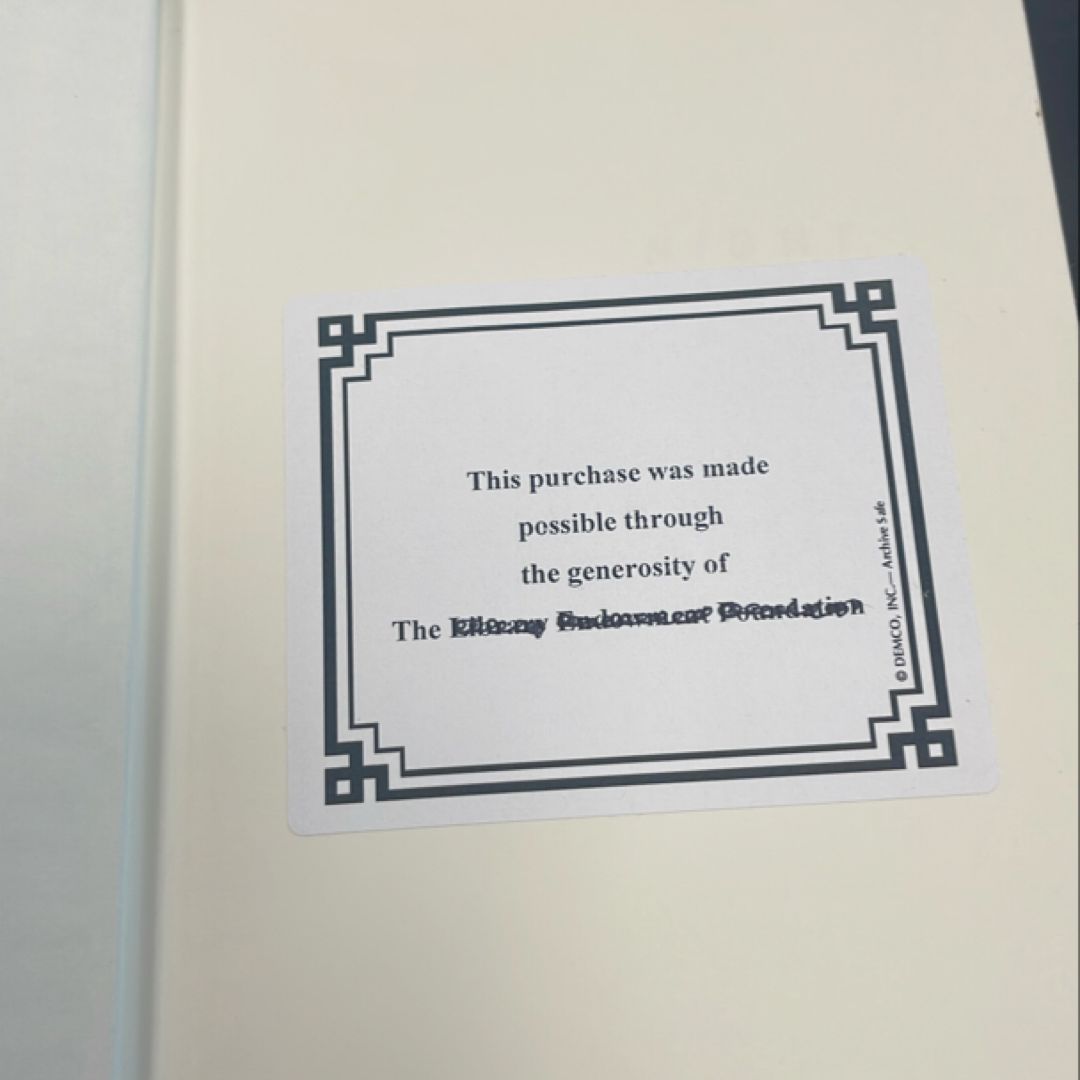 This purchase was made
possible through
the generosity of
The
© DEMCO, INC.— Archive Safe